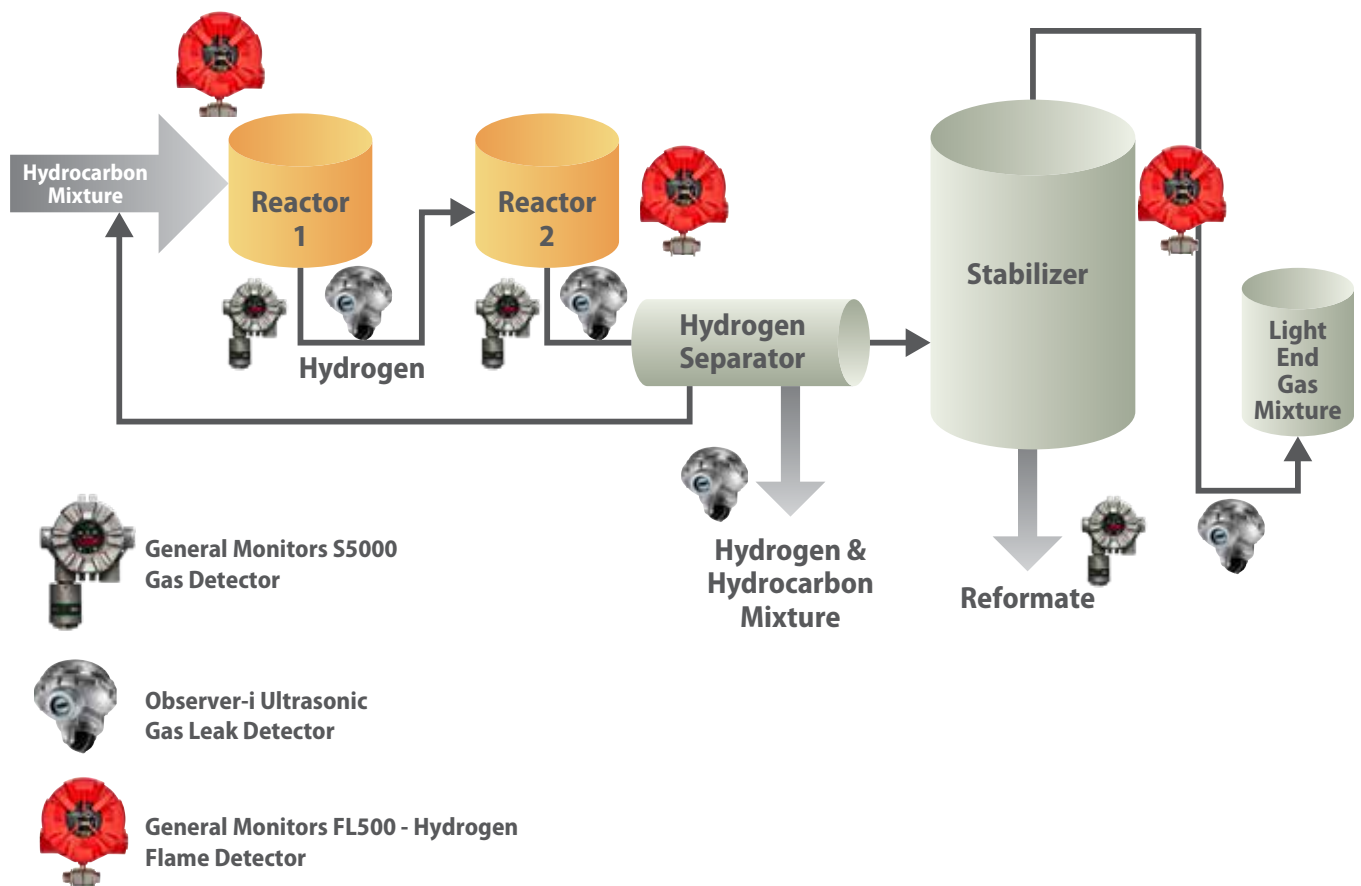 Hydrocarbon
Mixture
Reactor
1
Reactor
2
Hydrogen
Hydrogen
Separator
Stabilizer
Light
End
Gas
Mixture
Hydrogen &
Hydrocarbon
Mixture
Reformate
General Monitors S5000
Gas Detector
Observer-i Ultrasonic
Gas Leak Detector
General Monitors FL500 - Hydrogen
Flame Detector